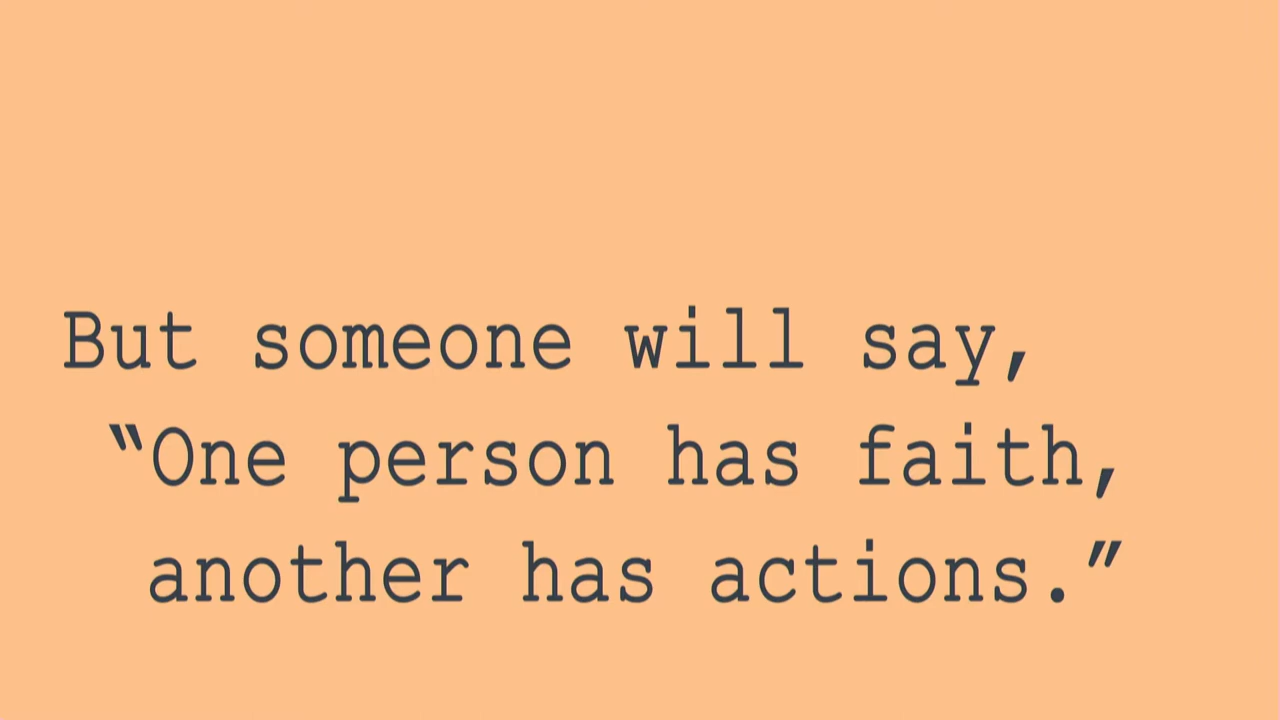 But someone will say,
“One person has faith,
another has actions.”